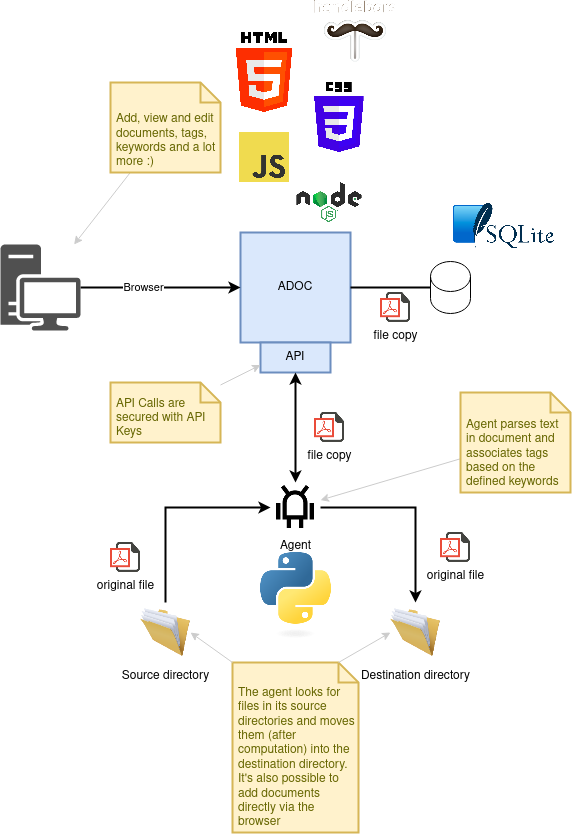 handlebars
HTML
CSS
Add, view and edit
documents, tags,
keywords and a lot
more :)
JS
node
JS
SQLite
Browser
ADOC
file copy
API
API Calls are
secured with API
Keys
file copy
Agent parses text
in document and
associates tags
based on the
defined keywords
Agent
original file
original file
Source directory
Destination directory
The agent looks for
files in its source
directories and moves
them (after
computation) into the
destination directory.
It's also possible to
add documents
directly via the
browser